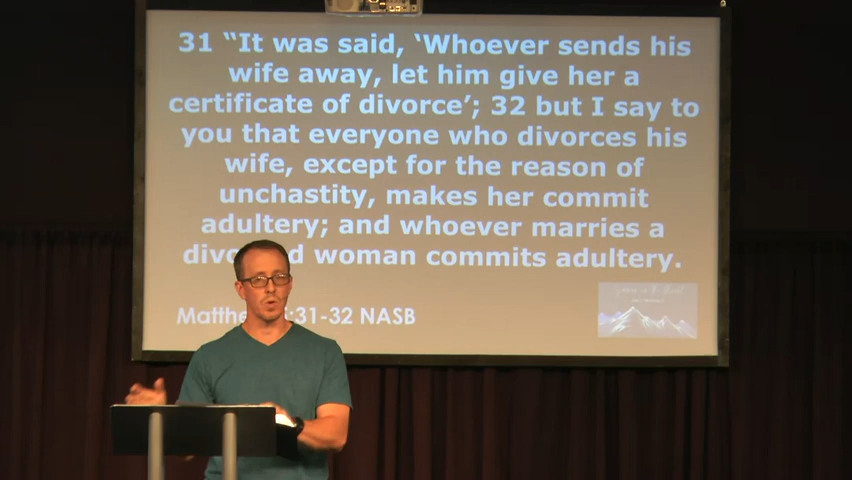 31 “It was said, ‘Whoever sends his
wife away, let him give her a
certificate of divorce’; 32 but I say to
you that everyone who divorces his
wife, except for the reason of
unchastity, makes her commit
adultery; and whoever marries a
woman commits adultery.
:31-32 NASB